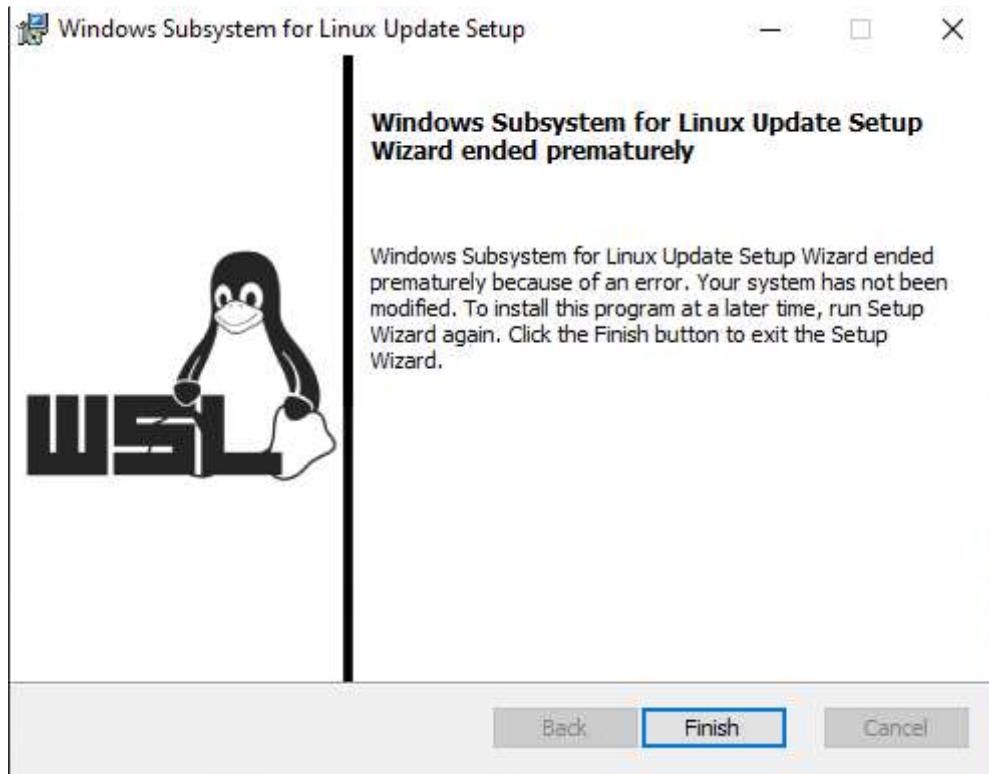 Windows Subsystem for Linux Update Setup
Windows Subsystem for Linux Update Setup
Wizard ended prematurely
Windows Subsystem for Linux Update Setup Wizard ended
prematurely because of an error. Your system has not been
modified. To install this program at a later time, run Setup
Wizard again. Click the Finish button to exit the Setup
Wizard.
WSL
Back
Finish
Cancel